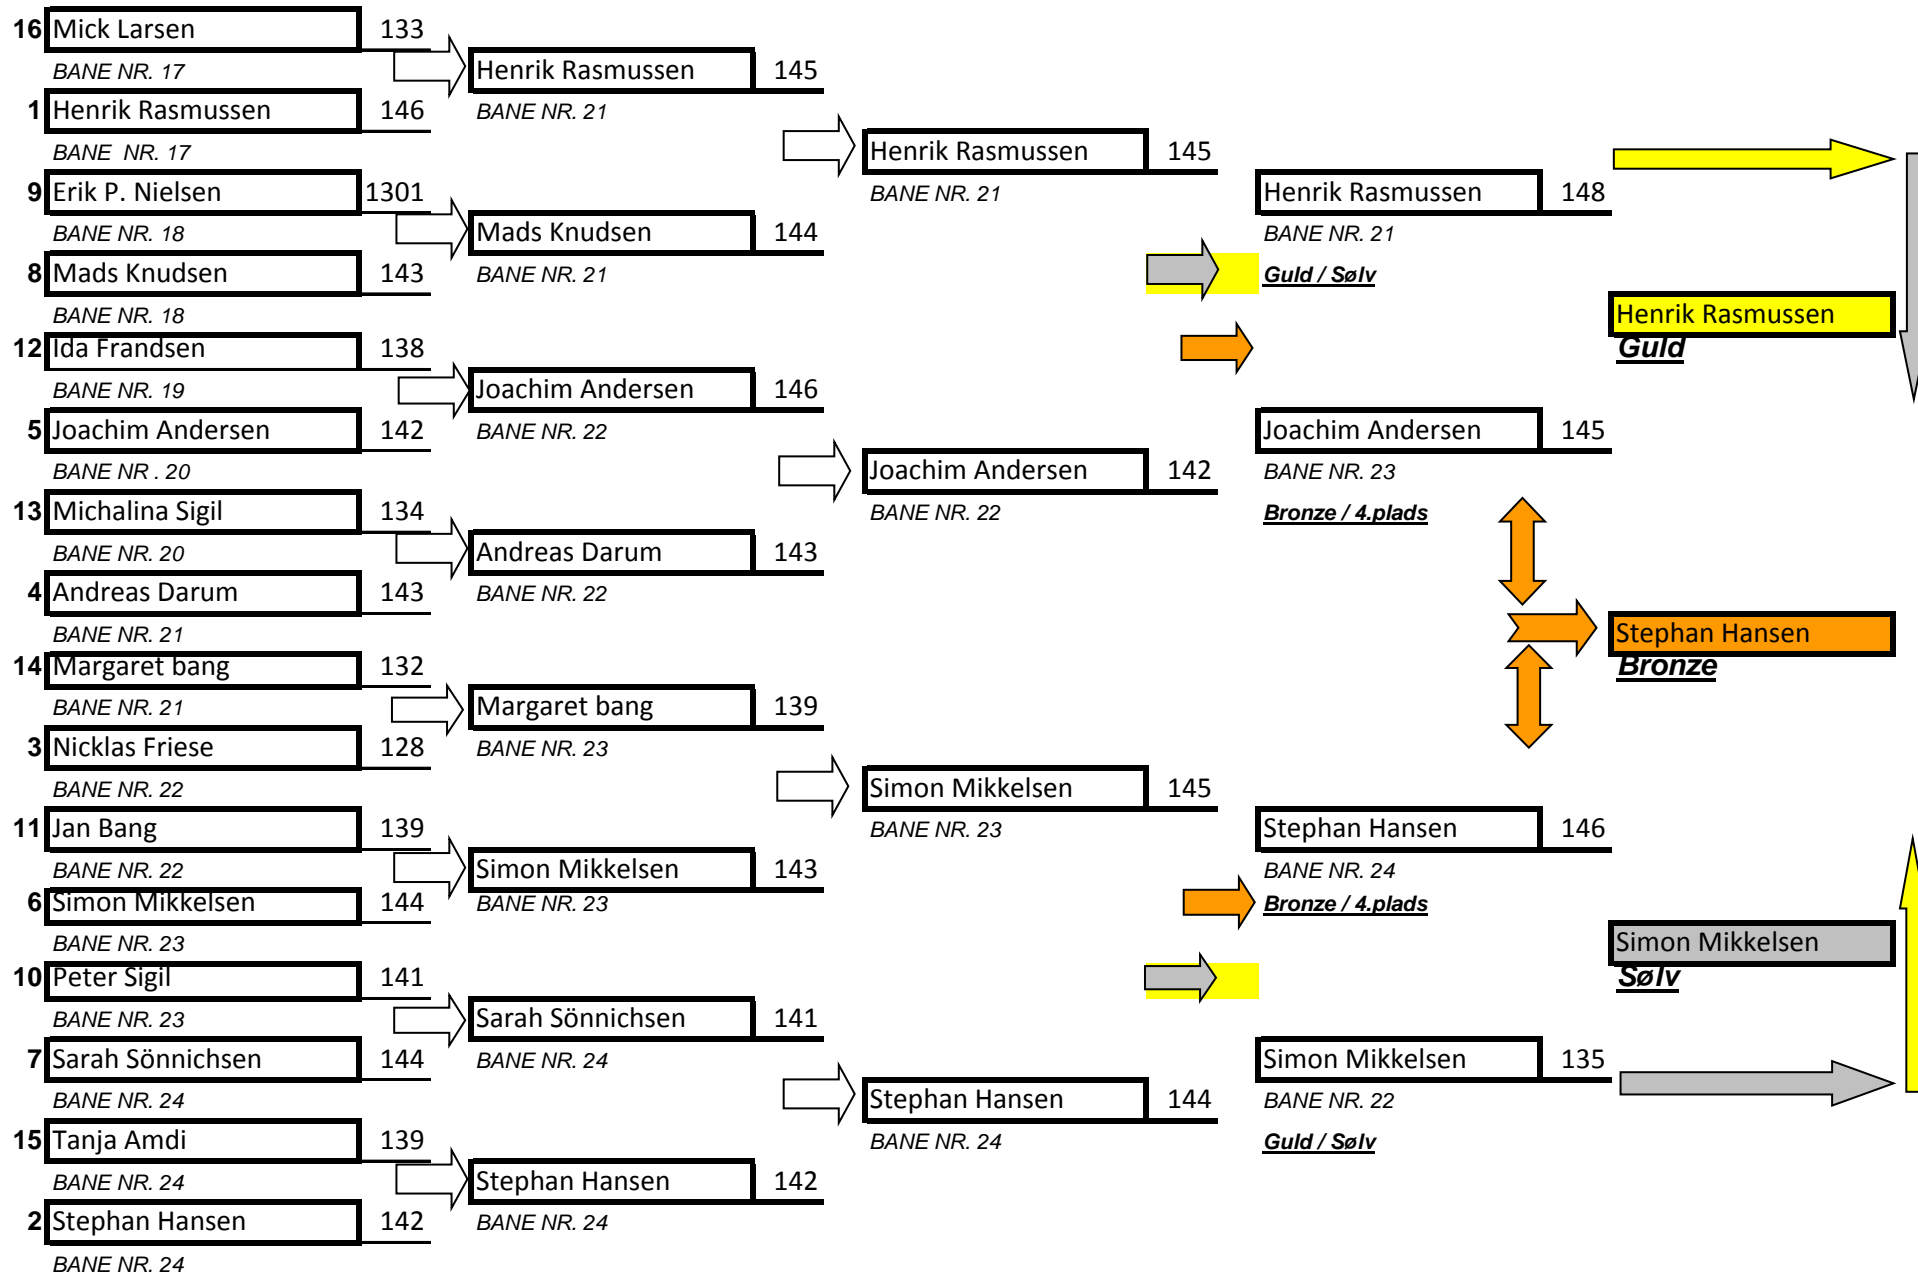 16 Mick Larsen 133
BANE NR. 17
1 Henrik Rasmussen 146
BANE  NR. 17
9 Erik P. Nielsen 1301
BANE NR. 18
8 Mads Knudsen 143
BANE NR. 18
12 Ida Frandsen 138
BANE NR. 19
5 Joachim Andersen 142
BANE NR . 20
13 Michalina Sigil 134
BANE NR. 20
4 Andreas Darum 143
BANE NR. 21
14 Margaret bang 132
BANE NR. 21
3 Nicklas Friese 128
BANE NR. 22
11 Jan Bang 139
BANE NR. 22
6 Simon Mikkelsen 144
BANE NR. 23
10 Peter Sigil 141
BANE NR. 23
7 Sarah Sönnichsen 144
BANE NR. 24
15 Tanja Amdi 139
BANE NR. 24
2 Stephan Hansen 142
BANE NR. 24
Henrik Rasmussen 145
BANE NR. 21
Mads Knudsen 144
BANE NR. 21
Joachim Andersen 146
BANE NR. 22
Andreas Darum 143
BANE NR. 22
Margaret bang 139
BANE NR. 23
Simon Mikkelsen 143
BANE NR. 23
Sarah Sönnichsen 141
BANE NR. 24
Stephan Hansen 142
BANE NR. 24
Henrik Rasmussen 145
BANE NR. 21
Joachim Andersen 142
BANE NR. 22
Simon Mikkelsen 145
BANE NR. 23
Stephan Hansen 144
BANE NR. 24
Henrik Rasmussen 148
BANE NR. 21
Guld / Sølv
Joachim Andersen 145
BANE NR. 23
Bronze / 4.plads
Stephan Hansen 146
BANE NR. 24
Bronze / 4.plads
Simon Mikkelsen 135
BANE NR. 22
Guld / Sølv
Henrik Rasmussen
Guld
Stephan Hansen
Bronze
Simon Mikkelsen
Sølv